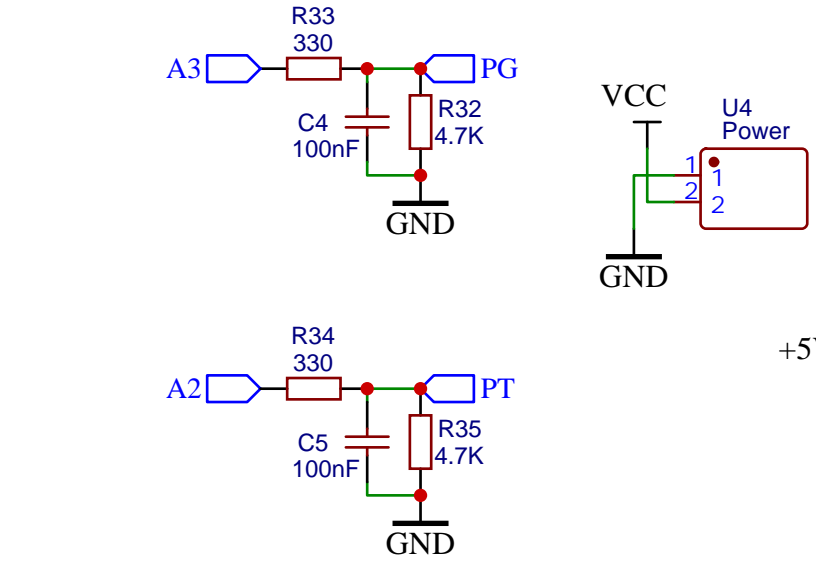 R33
330
A3
PG
C4
100nF
R32
4.7K
GND
VCC
U4
Power
1
1
2
2
GND
R34
330
A2
PT
C5
100nF
R35
4.7K
GND